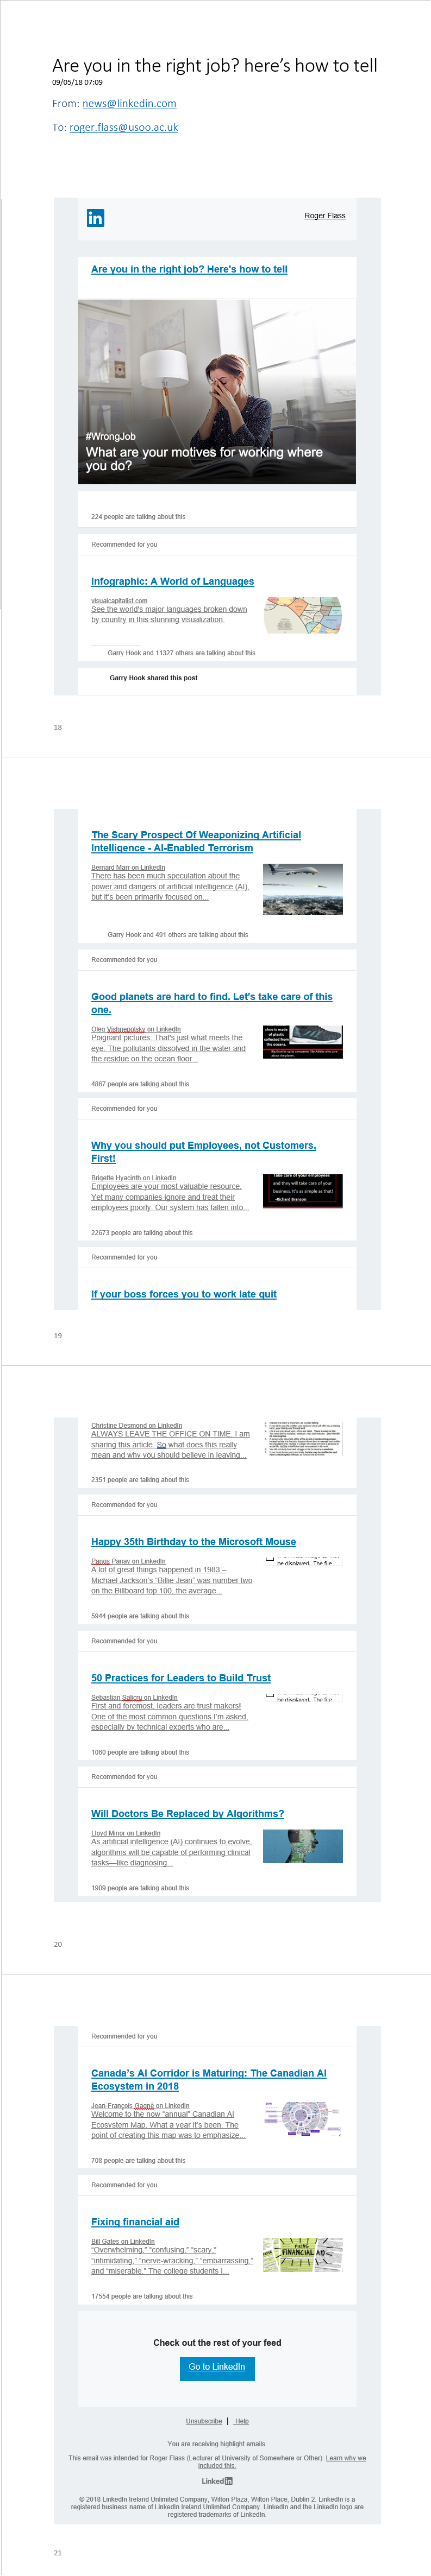 Are you in the right job? here's how to tell
09/05/18 07:09
From: news@linkedin.com
To: roger.flass@usoo.ac.uk
in
Roger Flass
Are you in the right job? Here's how to tell
#WrongJob
What are your motives for working where
you do?
224 people are talking about this
Recommended for you
Infographic: A World of Languages
visualcapitalist.com
See the world's major languages broken down
by country in this stunning visualization.
Garry Hook and 11327 others are talking about this
Garry Hook shared this post
18
The Scary Prospect Of Weaponizing Artificial
Intelligence - AI-Enabled Terrorism
Bernard Marr on LinkedIn
There has been much speculation about the
power and dangers of artificial intelligence (AI),
but it's been primarily focused on...
Garry Hook and 491 others are talking about this
Recommended for you
Good planets are hard to find. Let's take care of this
one.
Oleg Vishnepolsky on LinkedIn
Poignant pictures: That's just what meets the
eye. The pollutants dissolved in the water and
the residue on the ocean floor...
shoe is made of
plastic collected
from the
oceans.
4867 people are talking about this
Recommended for you
Why you should put Employees, not Customers,
First!
Brigette Hyacinth on LinkedIn
Employees are your most valuable resource.
Yet many companies ignore and treat their
employees poorly. Our system has fallen into...
Take care of your employees
and they will take care of your
business. It's as simple as that!
-Richard Branson
22673 people are talking about this
Recommended for you
If your boss forces you to work late quit
19
Christine Desmond on LinkedIn
ALWAYS LEAVE THE OFFICE ON TIME. I am
sharing this article. So what does this really
mean and why you should believe in leaving...
2351 people are talking about this
Recommended for you
Happy 35th Birthday to the Microsoft Mouse
Panos Panay on LinkedIn
A lot of great things happened in 1983 –
Michael Jackson's "Billie Jean" was number two
on the Billboard top 100, the average...
be displayed. The file
5944 people are talking about this
Recommended for you
50 Practices for Leaders to Build Trust
Sebastian Salicru on LinkedIn
First and foremost, leaders are trust makers!
One of the most common questions I'm asked,
especially by technical experts who are...
be displayed. The file
1060 people are talking about this
Recommended for you
Will Doctors Be Replaced by Algorithms?
Lloyd Minor on LinkedIn
As artificial intelligence (AI) continues to evolve,
algorithms will be capable of performing clinical
tasks—like diagnosing...
1909 people are talking about this
20
Recommended for you
Canada's AI Corridor is Maturing: The Canadian AI
Ecosystem in 2018
Jean-François Gagné on LinkedIn
Welcome to the now "annual" Canadian AI
Ecosystem Map. What a year it's been. The
point of creating this map was to emphasize...
708 people are talking about this
Recommended for you
Fixing financial aid
Bill Gates on LinkedIn
"Overwhelming," "confusing," "scary,"
"intimidating," "nerve-wracking," "embarrassing,"
and "miserable." The college students I...
FIXING
FINANCIAL AID
17554 people are talking about this
Check out the rest of your feed
Go to LinkedIn
Unsubscribe | Help
You are receiving highlight emails.
This email was intended for Roger Flass (Lecturer at University of Somewhere or Other). Learn why we
included this.
LinkedIn
© 2018 LinkedIn Ireland Unlimited Company, Wilton Plaza, Wilton Place, Dublin 2. LinkedIn is a
registered business name of LinkedIn Ireland Unlimited Company. LinkedIn and the LinkedIn logo are
registered trademarks of LinkedIn.
21